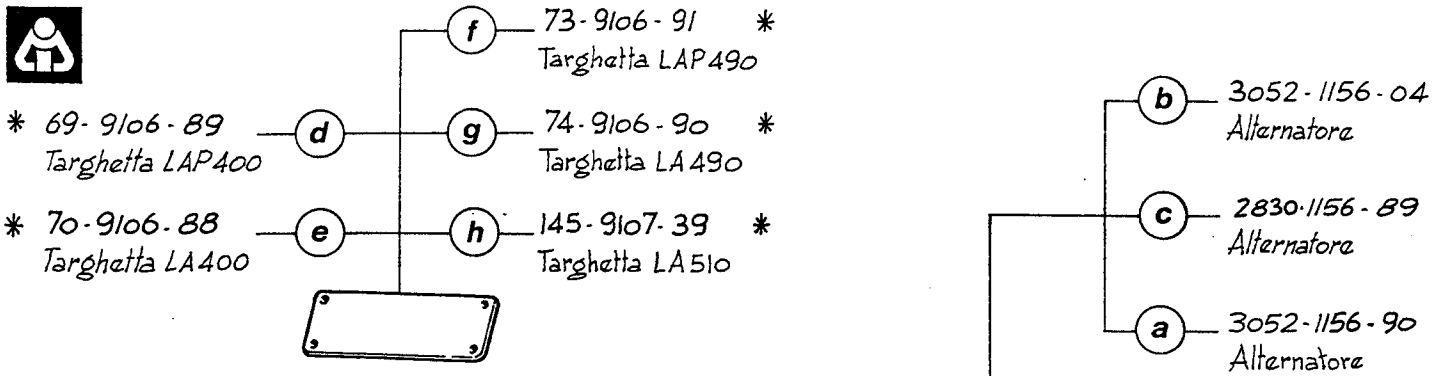 f 73-9106-91 *
Targhetta LAP490
* 69-9106-89 d
Targhetta LAP400
g 74-9106-90 *
Targhetta LA490
* 70-9106-88 e
Targhetta LA400
h 145-9107-39 *
Targhetta LA510
b 3052-1156-04
Alternatore
c 2830-1156-89
Alternatore
a 3052-1156-90
Alternatore